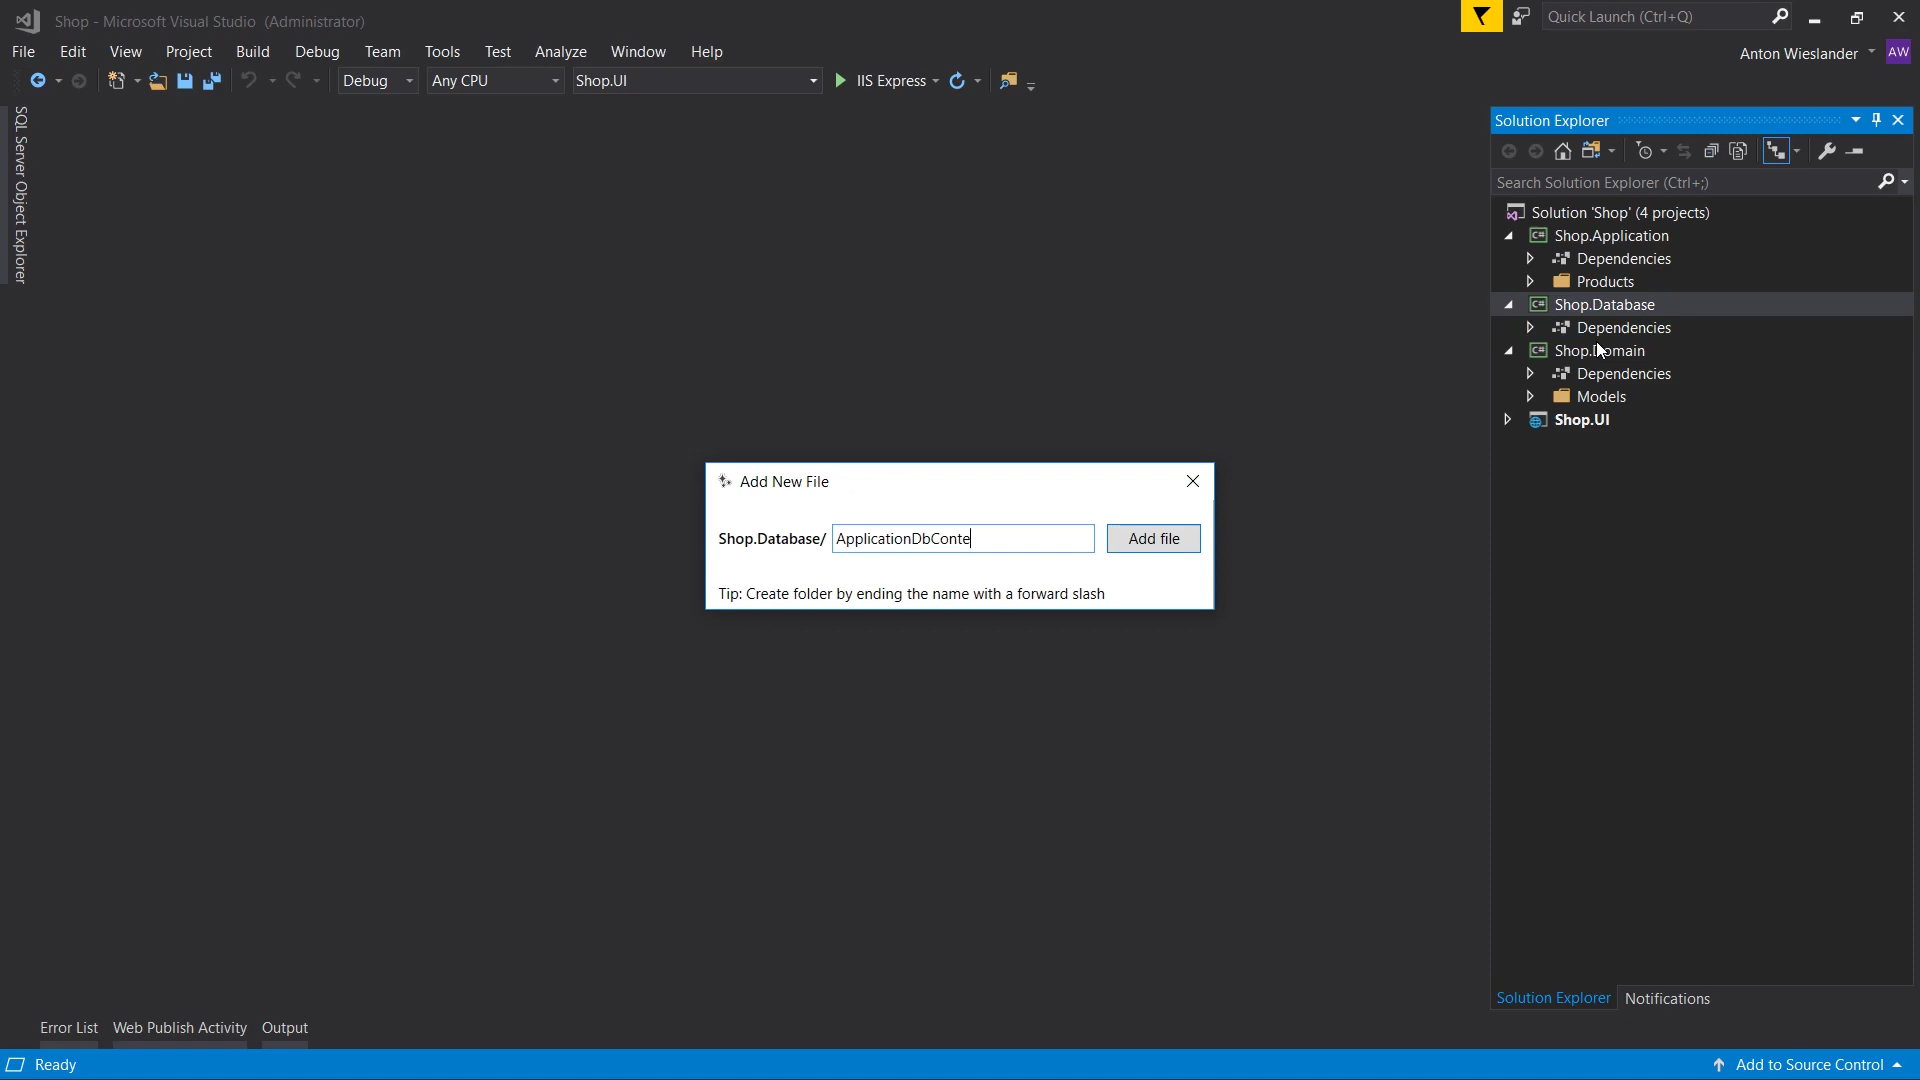 Shop - Microsoft Visual Studio (Administrator)
Quick Launch (Ctrl+Q)
File Edit View Project Build Debug Team Tools Test Analyze Window Help
Anton Wieslander AW
Debug Any CPU Shop.UI IIS Express
SQL Server Object Explorer
Solution Explorer
Search Solution Explorer (Ctrl+;)
Solution 'Shop' (4 projects)
C# Shop.Application
Dependencies
Products
C# Shop.Database
Dependencies
C# Shop.Domain
Dependencies
Models
Shop.UI
Add New File
Shop.Database/ ApplicationDbConte Add file
Tip: Create folder by ending the name with a forward slash
Solution Explorer Notifications
Error List Web Publish Activity Output
Ready
Add to Source Control